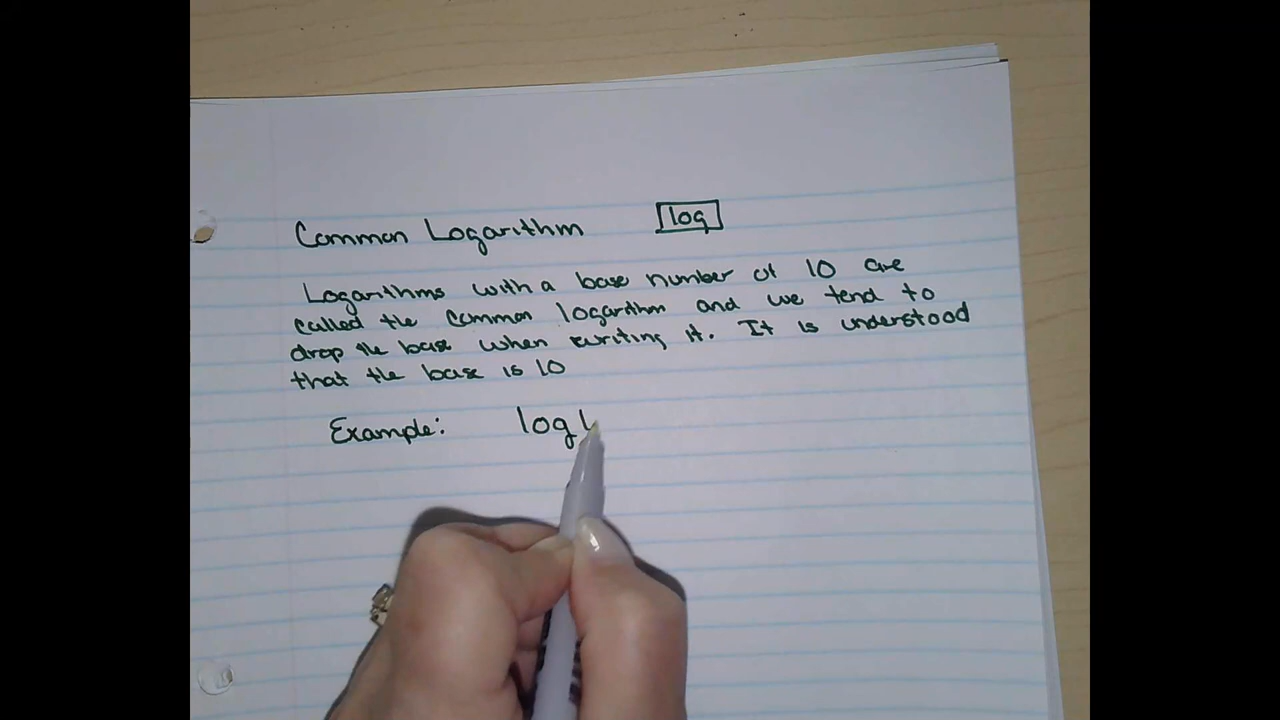 Common Logarithm log
Logarithms with a base number of 10 are
called the common logarithm and we tend to
drop the base when writing it. It is understood
that the base is 10
Example: log